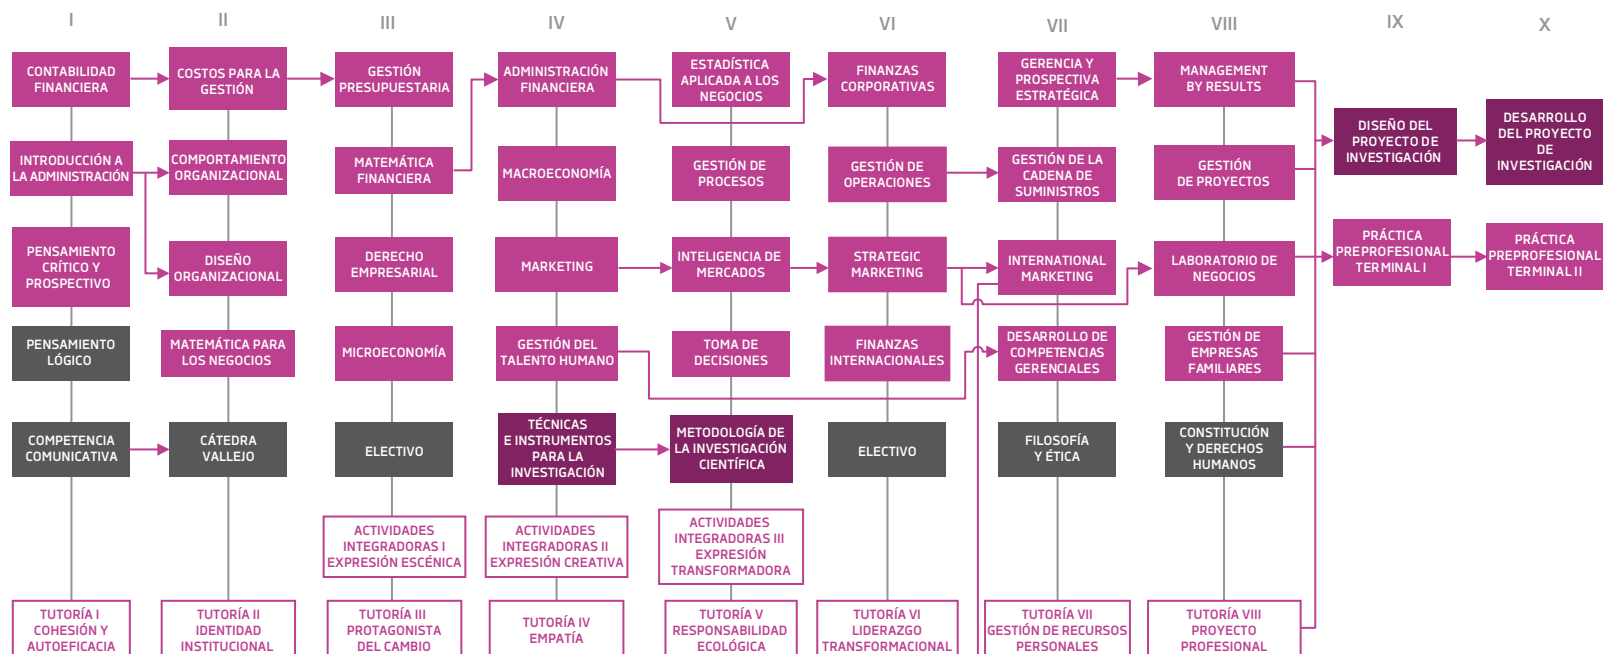 I
II
III
IV
V
VI
VII
VIII
IX
X
CONTABILIDAD
FINANCIERA
COSTOS PARA LA
GESTIÓN
GESTIÓN
PRESUPUESTARIA
ADMINISTRACIÓN
FINANCIERA
ESTADÍSTICA
APLICADA A LOS
NEGOCIOS
FINANZAS
CORPORATIVAS
GERENCIA Y
PROSPECTIVA
ESTRATÉGICA
MANAGEMENT
BY RESULTS
DISEÑO DEL
PROYECTO DE
INVESTIGACIÓN
DESARROLLO
DEL PROYECTO
DE
INVESTIGACIÓN
INTRODUCCIÓN A
LA ADMINISTRACIÓN
COMPORTAMIENTO
ORGANIZACIONAL
MATEMÁTICA
FINANCIERA
MACROECONOMÍA
GESTIÓN DE
PROCESOS
GESTIÓN DE
OPERACIONES
GESTIÓN DE LA
CADENA DE
SUMINISTROS
GESTIÓN
DE PROYECTOS
PENSAMIENTO
CRÍTICO Y
PROSPECTIVO
DISEÑO
ORGANIZACIONAL
DERECHO
EMPRESARIAL
MARKETING
INTELIGENCIA DE
MERCADOS
STRATEGIC
MARKETING
INTERNATIONAL
MARKETING
LABORATORIO DE
NEGOCIOS
PRÁCTICA
PREPROFESIONAL
TERMINAL I
PRÁCTICA
PREPROFESIONAL
TERMINAL II
PENSAMIENTO
LÓGICO
MATEMÁTICA PARA
LOS NEGOCIOS
MICROECONOMÍA
GESTIÓN DEL
TALENTO HUMANO
TOMA DE
DECISIONES
FINANZAS
INTERNACIONALES
DESARROLLO DE
COMPETENCIAS
GERENCIALES
GESTIÓN DE
EMPRESAS
FAMILIARES
COMPETENCIA
COMUNICATIVA
CÁTEDRA
VALLEJO
ELECTIVO
TÉCNICAS
E INSTRUMENTOS
PARA LA
INVESTIGACIÓN
METODOLOGÍA DE
LA INVESTIGACIÓN
CIENTÍFICA
ELECTIVO
FILOSOFÍA
Y ÉTICA
CONSTITUCIÓN
Y DERECHOS
HUMANOS
ACTIVIDADES
INTEGRADORAS I
EXPRESIÓN ESCÉNICA
ACTIVIDADES
INTEGRADORAS II
EXPRESIÓN CREATIVA
ACTIVIDADES
INTEGRADORAS III
EXPRESIÓN
TRANSFORMADORA
TUTORÍA I
COHESIÓN Y
AUTOEFICACIA
TUTORÍA II
IDENTIDAD
INSTITUCIONAL
TUTORÍA III
PROTAGONISTA
DEL CAMBIO
TUTORÍA IV
EMPATÍA
TUTORÍA V
RESPONSABILIDAD
ECOLÓGICA
TUTORÍA VI
LIDERAZGO
TRANSFORMACIONAL
TUTORÍA VII
GESTIÓN DE RECURSOS
PERSONALES
TUTORÍA VIII
PROYECTO
PROFESIONAL